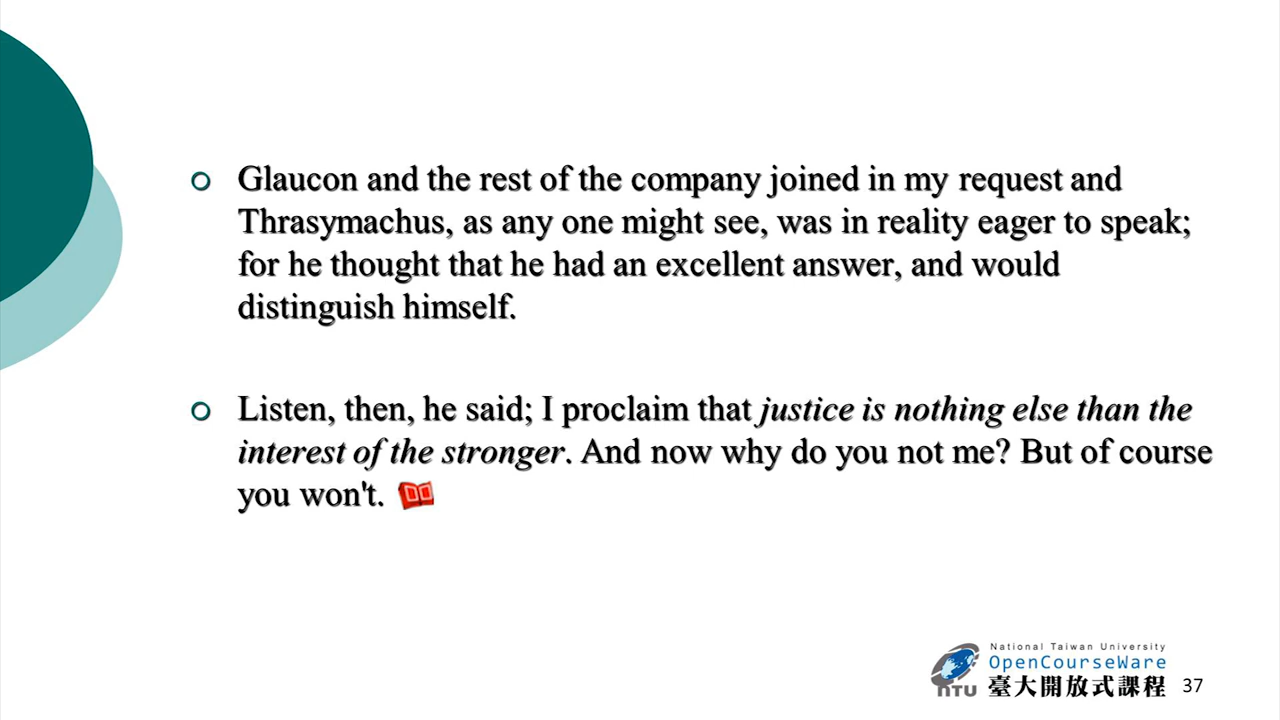 Glaucon and the rest of the company joined in my request and
Thrasymachus, as any one might see, was in reality eager to speak;
for he thought that he had an excellent answer, and would
distinguish himself.
Listen, then, he said; I proclaim that justice is nothing else than the
interest of the stronger. And now why do you not me? But of course
you won't.
National Taiwan University
OpenCourseWare
NTU 臺大開放式課程 37